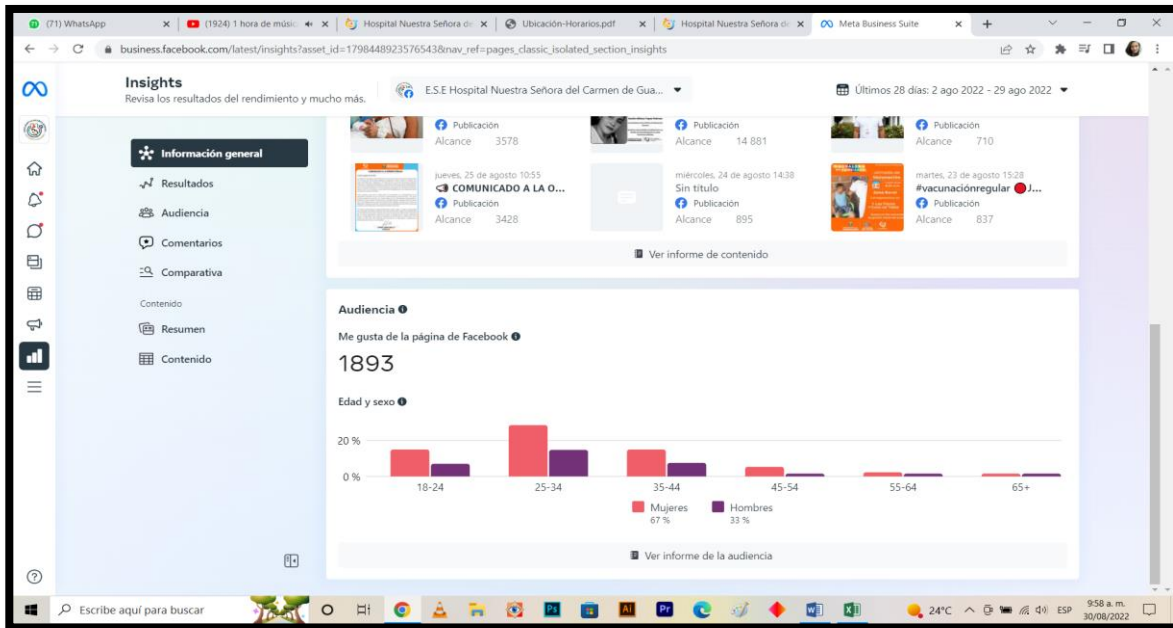 (71) WhatsApp
(1924) 1 hora de músic
Hospital Nuestra Señora de
Ubicación-Horarios.pdf
Hospital Nuestra Señora de
Meta Business Suite
business.facebook.com/latest/insights?asset_id=1798448923576543&nav_ref=pages_classic_isolated_section_insights
Insights
Revisa los resultados del rendimiento y mucho más.
E.S.E Hospital Nuestra Señora del Carmen de Gua...
Últimos 28 días: 2 ago 2022 - 29 ago 2022
Información general
Resultados
Audiencia
Comentarios
Comparativa
Contenido
Resumen
Contenido
Publicación
Alcance 3578
Publicación
Alcance 14 881
Publicación
Alcance 710
jueves, 25 de agosto 10:55
COMUNICADO A LA O...
Publicación
Alcance 3428
miércoles, 24 de agosto 14:38
Sin título
Publicación
Alcance 895
martes, 23 de agosto 15:28
#vacunaciónregular 🔴J...
Publicación
Alcance 837
Ver informe de contenido
Audiencia
Me gusta de la página de Facebook
1893
Edad y sexo
20 %
0 %
18-24 25-34 35-44 45-54 55-64 65+
Mujeres Hombres
67 % 33 %
Ver informe de la audiencia
Escribe aquí para buscar
Ps
Ai
Pr
24°C
ESP
9:58 a. m.
30/08/2022